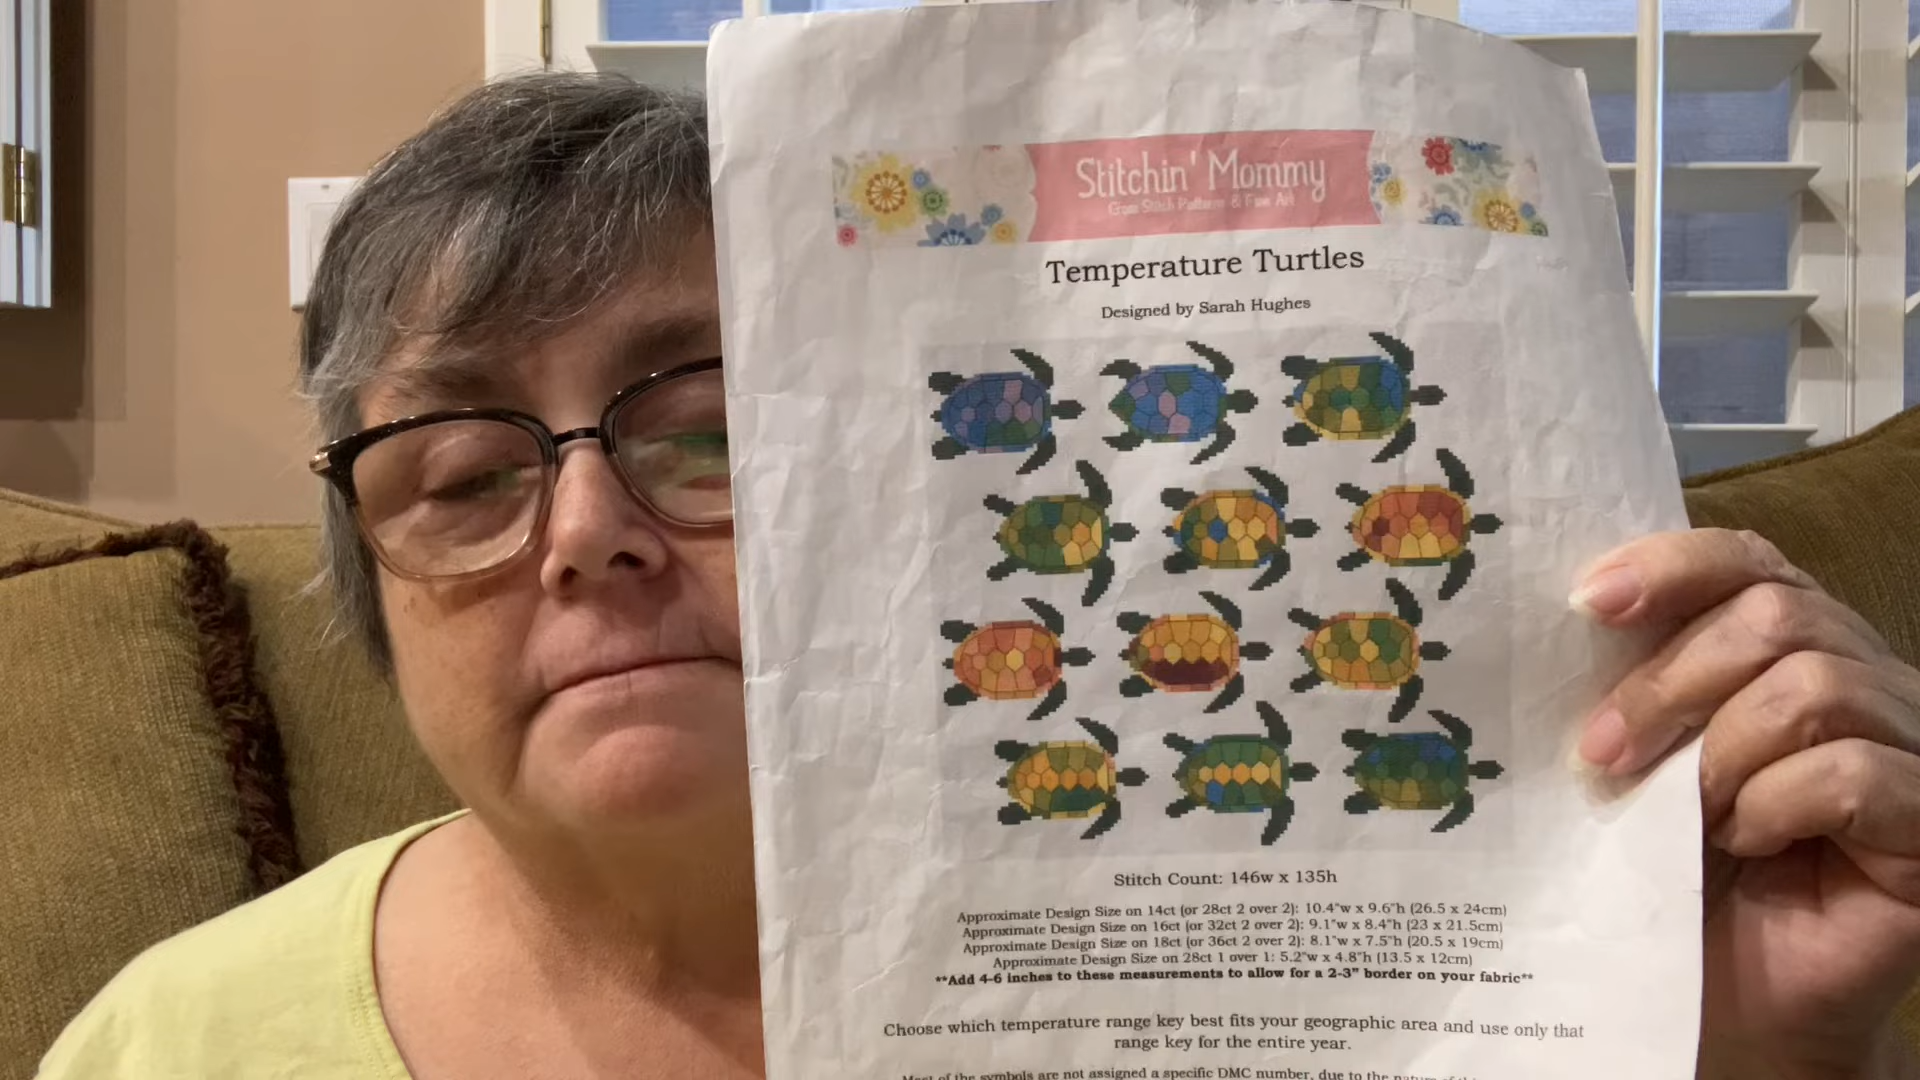 Stitchin' Mommy
Cross Stitch Patterns & Fine Art
Temperature Turtles
Designed by Sarah Hughes
Stitch Count: 146w x 135h
Approximate Design Size on 14ct (or 28ct 2 over 2): 10.4"w x 9.6"h (26.5 x 24cm)
Approximate Design Size on 16ct (or 32ct 2 over 2): 9.1"w x 8.4"h (23 x 21.5cm)
Approximate Design Size on 18ct (or 36ct 2 over 2): 8.1"w x 7.5"h (20.5 x 19cm)
Approximate Design Size on 28ct 1 over 1: 5.2"w x 4.8"h (13.5 x 12cm)
**Add 4-6 inches to these measurements to allow for a 2-3" border on your fabric**
Choose which temperature range key best fits your geographic area and use only that
range key for the entire year.
Most of the symbols are not assigned a specific DMC number, due to the nature of